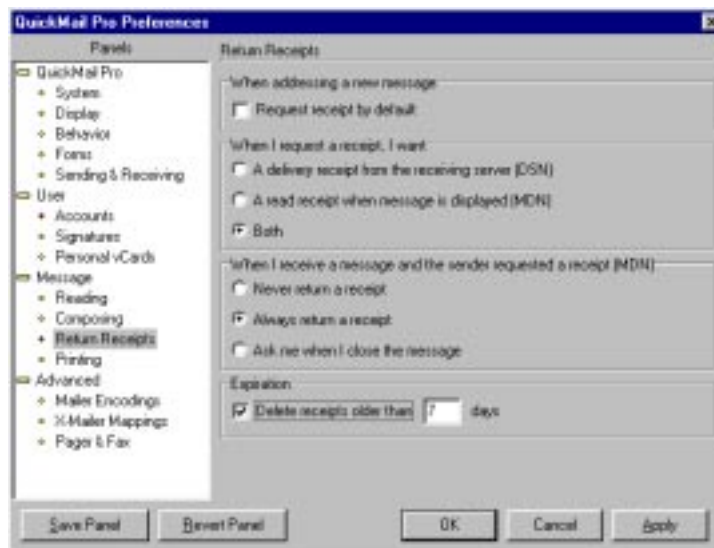 QuickMail Pro Preferences
Panels
QuickMail Pro
System
Display
Behavior
Forms
Sending & Receiving
User
Accounts
Signatures
Personal vCards
Message
Reading
Composing
Return Receipts
Printing
Advanced
Mailer Encodings
X-Mailer Mappings
Pager & Fax
Return Receipts
When addressing a new message
Request receipt by default
When I request a receipt, I want
A delivery receipt from the receiving server (DSN)
A read receipt when message is displayed (MDN)
Both
When I receive a message and the sender requested a receipt (MDN)
Never return a receipt
Always return a receipt
Ask me when I close the message
Expiration
Delete receipts older than 7 days
Save Panel
Revert Panel
OK
Cancel
Apply